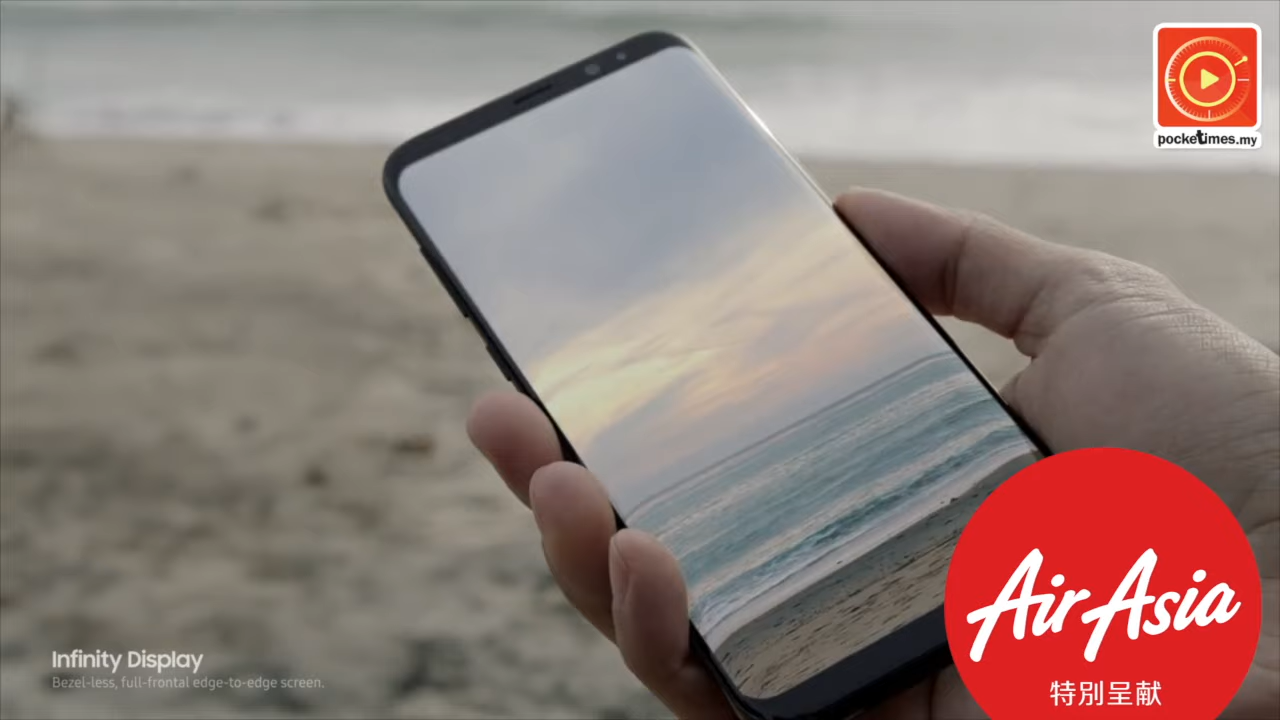 pocketimes.my
Infinity Display
Bezel-less, full-frontal edge-to-edge screen.
AirAsia
特別呈献